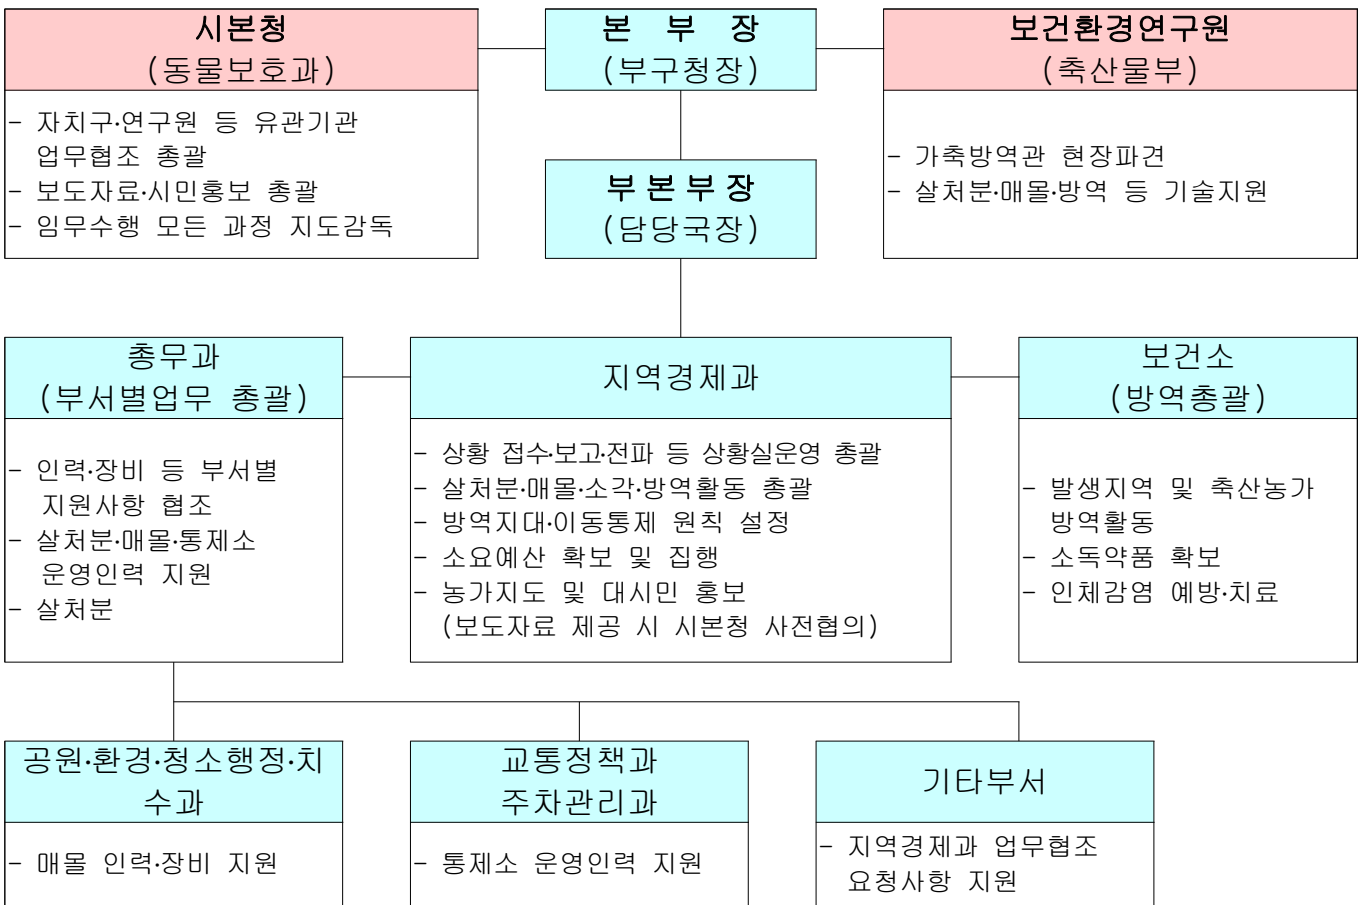 시본청
(동물보호과)
- 자치구·연구원 등 유관기관
업무협조 총괄
- 보도자료·시민홍보 총괄
- 임무수행 모든 과정 지도감독
본 부 장
(부구청장)
부본부장
(담당국장)
보건환경연구원
(축산물부)
- 가축방역관 현장파견
- 살처분·매몰·방역 등 기술지원
총무과
(부서별업무 총괄)
- 인력·장비 등 부서별
지원사항 협조
- 살처분·매몰·통제소
운영인력 지원
- 살처분
지역경제과
- 상황 접수·보고·전파 등 상황실운영 총괄
- 살처분·매몰·소각·방역활동 총괄
- 방역지대·이동통제 원칙 설정
- 소요예산 확보 및 집행
- 농가지도 및 대시민 홍보
(보도자료 제공 시 시본청 사전협의)
보건소
(방역총괄)
- 발생지역 및 축산농가
방역활동
- 소독약품 확보
- 인체감염 예방·치료
공원·환경·청소행정·치
수과
- 매몰 인력·장비 지원
교통정책과
주차관리과
- 통제소 운영인력 지원
기타부서
- 지역경제과 업무협조
요청사항 지원